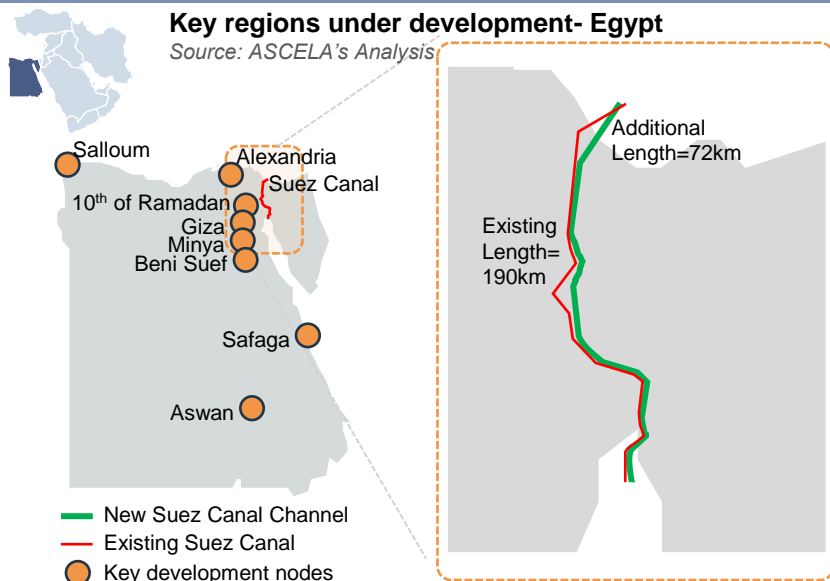 Key regions under development- Egypt
Source: ASCELA's Analysis
Salloum
Alexandria
Suez Canal
10th of Ramadan
Giza
Minya
Beni Suef
Safaga
Aswan
Additional
Length=72km
Existing
Length=
190km
New Suez Canal Channel
Existing Suez Canal
Key development nodes